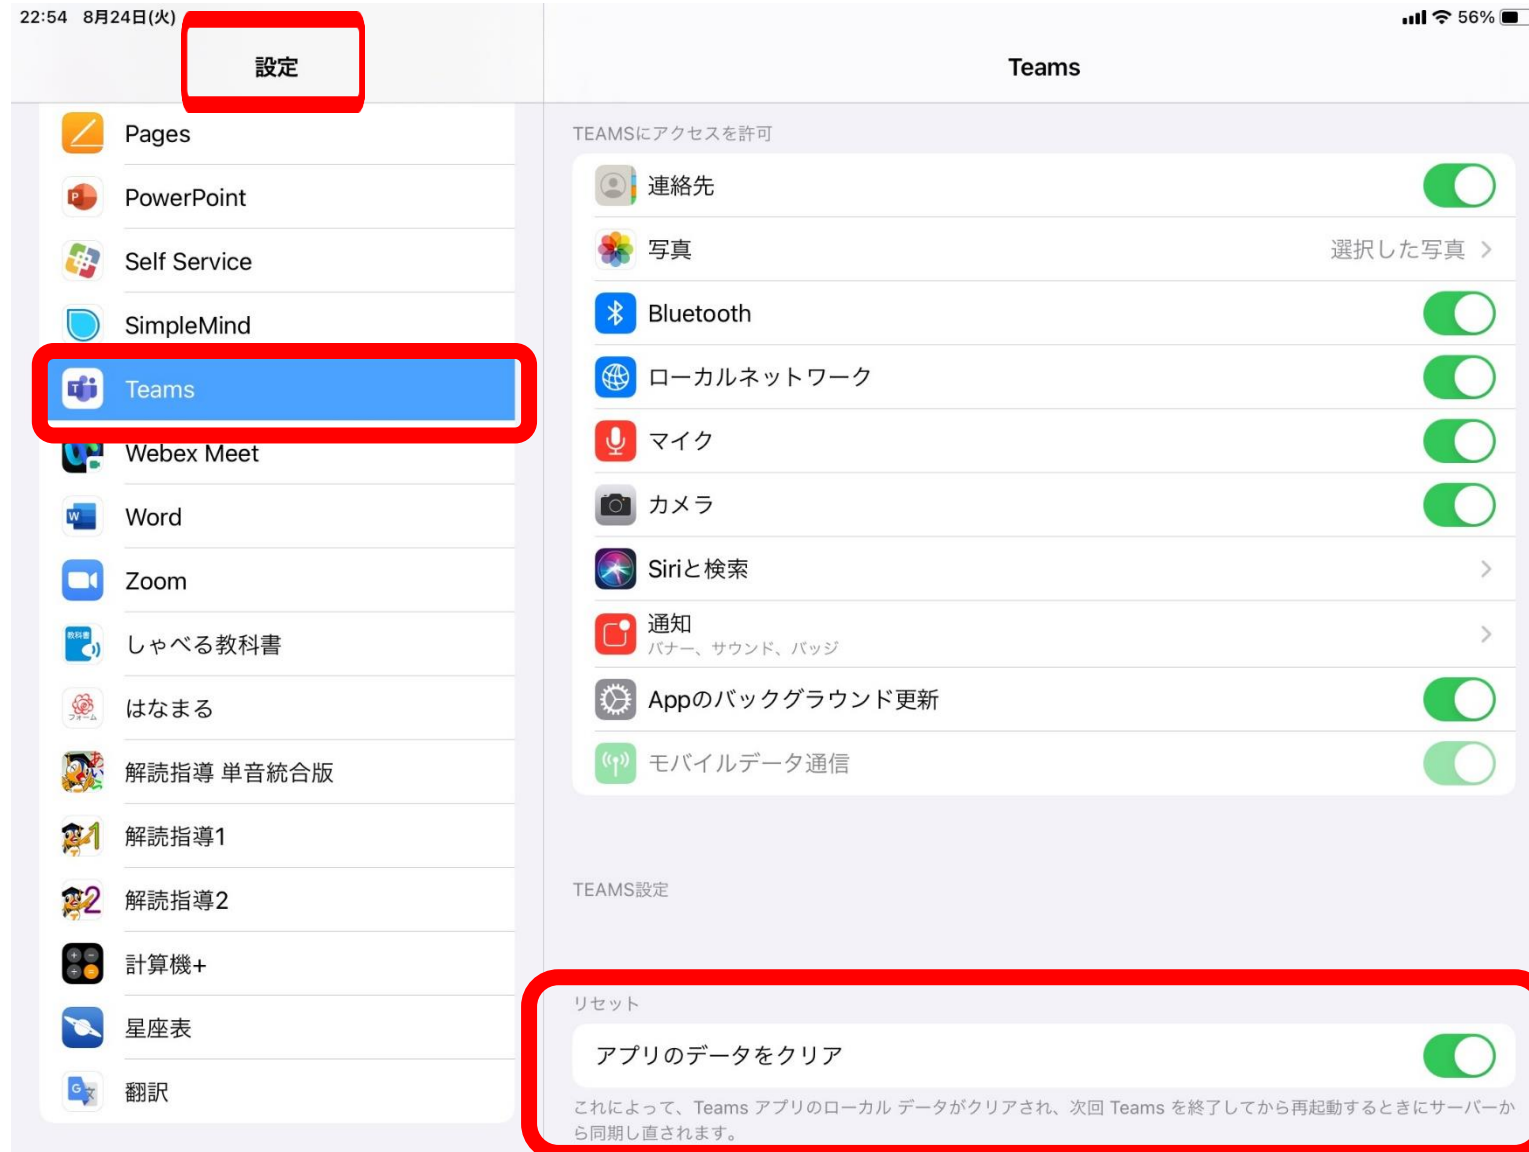 22:54 8月24日(火)
56%
設定
Teams
Pages
PowerPoint
Self Service
SimpleMind
Teams
Webex Meet
Word
Zoom
教科書
しゃべる教科書
フォーム
はなまる
解読指導 単音統合版
解読指導1
解読指導2
計算機+
星座表
翻訳
TEAMSにアクセスを許可
連絡先
写真
選択した写真
Bluetooth
ローカルネットワーク
マイク
カメラ
Siriと検索
通知
バナー、サウンド、バッジ
Appのバックグラウンド更新
モバイルデータ通信
TEAMS設定
リセット
アプリのデータをクリア
これによって、Teams アプリのローカル データがクリアされ、次回 Teams を終了してから再起動するときにサーバーか
ら同期し直されます。